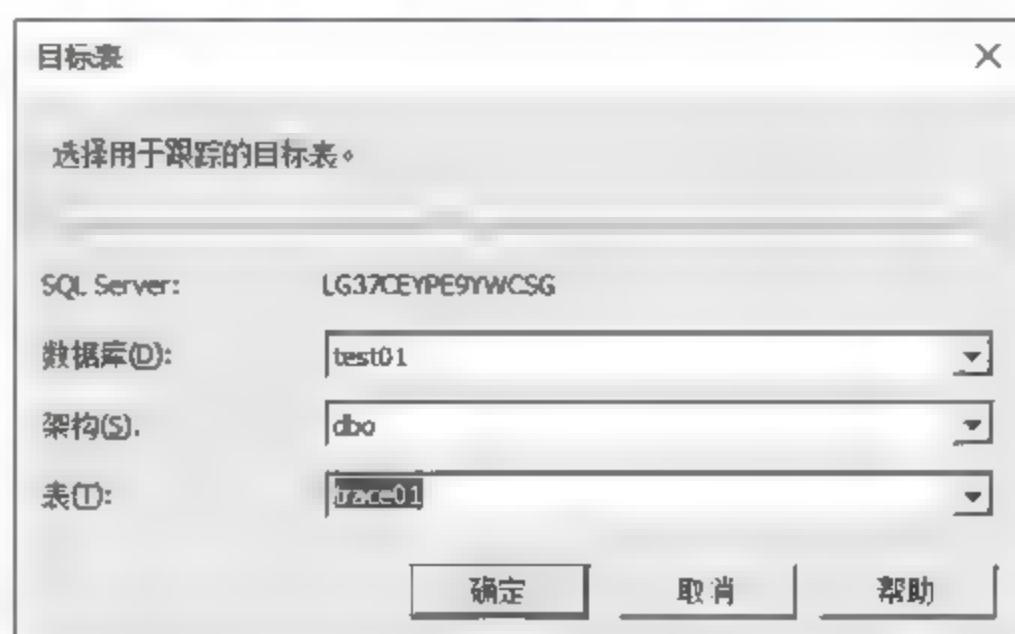 目标表
选择用于跟踪的目标表。
SQL Server: LG37CEYPE9YWCSG
数据库(D): test01
架构(S).
dbo
表(T): trace01
确定 取消 帮助